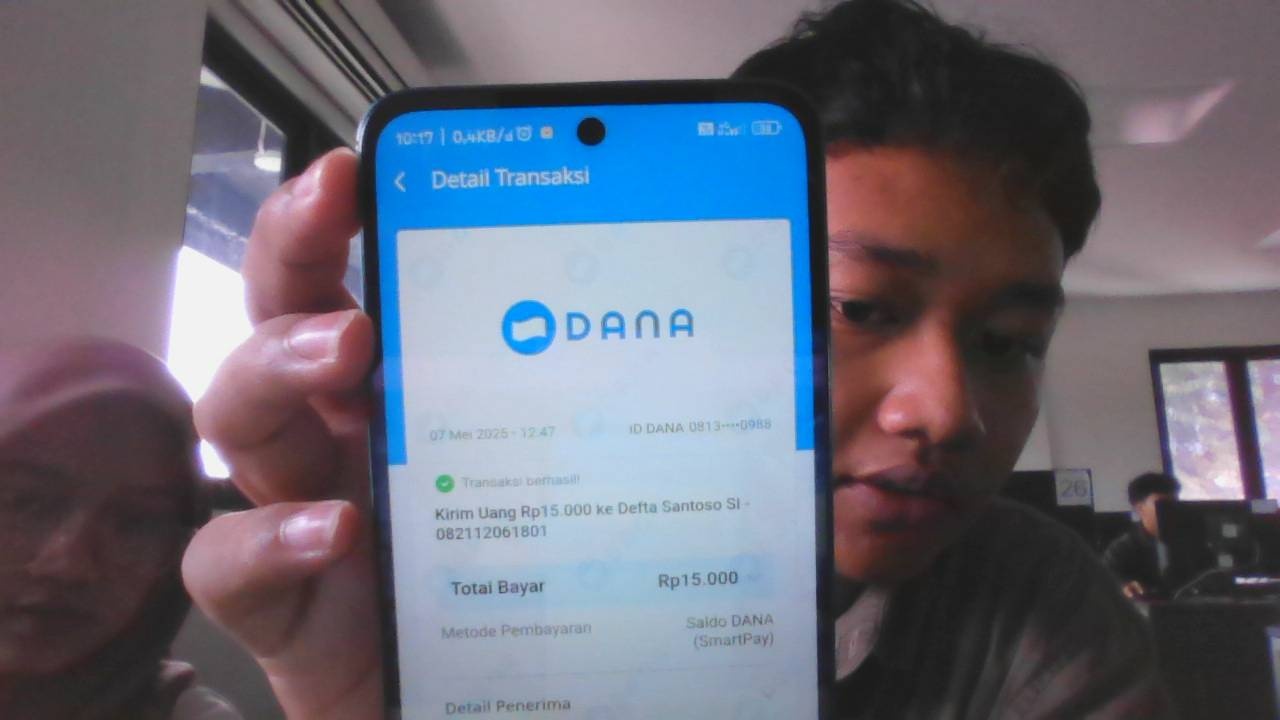 10:17 | 0,4KB/d
Detail Transaksi
DANA
07 Mei 2025 - 12.47
ID DANA 0813····0988
Transaksi berhasil!
Kirim Uang Rp15.000 ke Defta Santoso SI -
082112061801
Total Bayar
Rp15.000
Metode Pembayaran
Saldo DANA
(SmartPay)
Detail Penerima
26